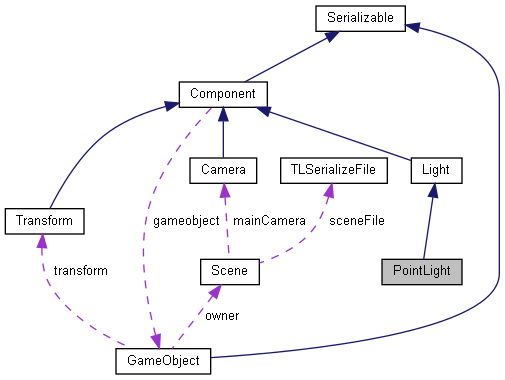 Serializable
Component
Camera
TLSerializeFile
Light
Transform
gameobject
mainCamera
sceneFile
transform
Scene
PointLight
owner
GameObject